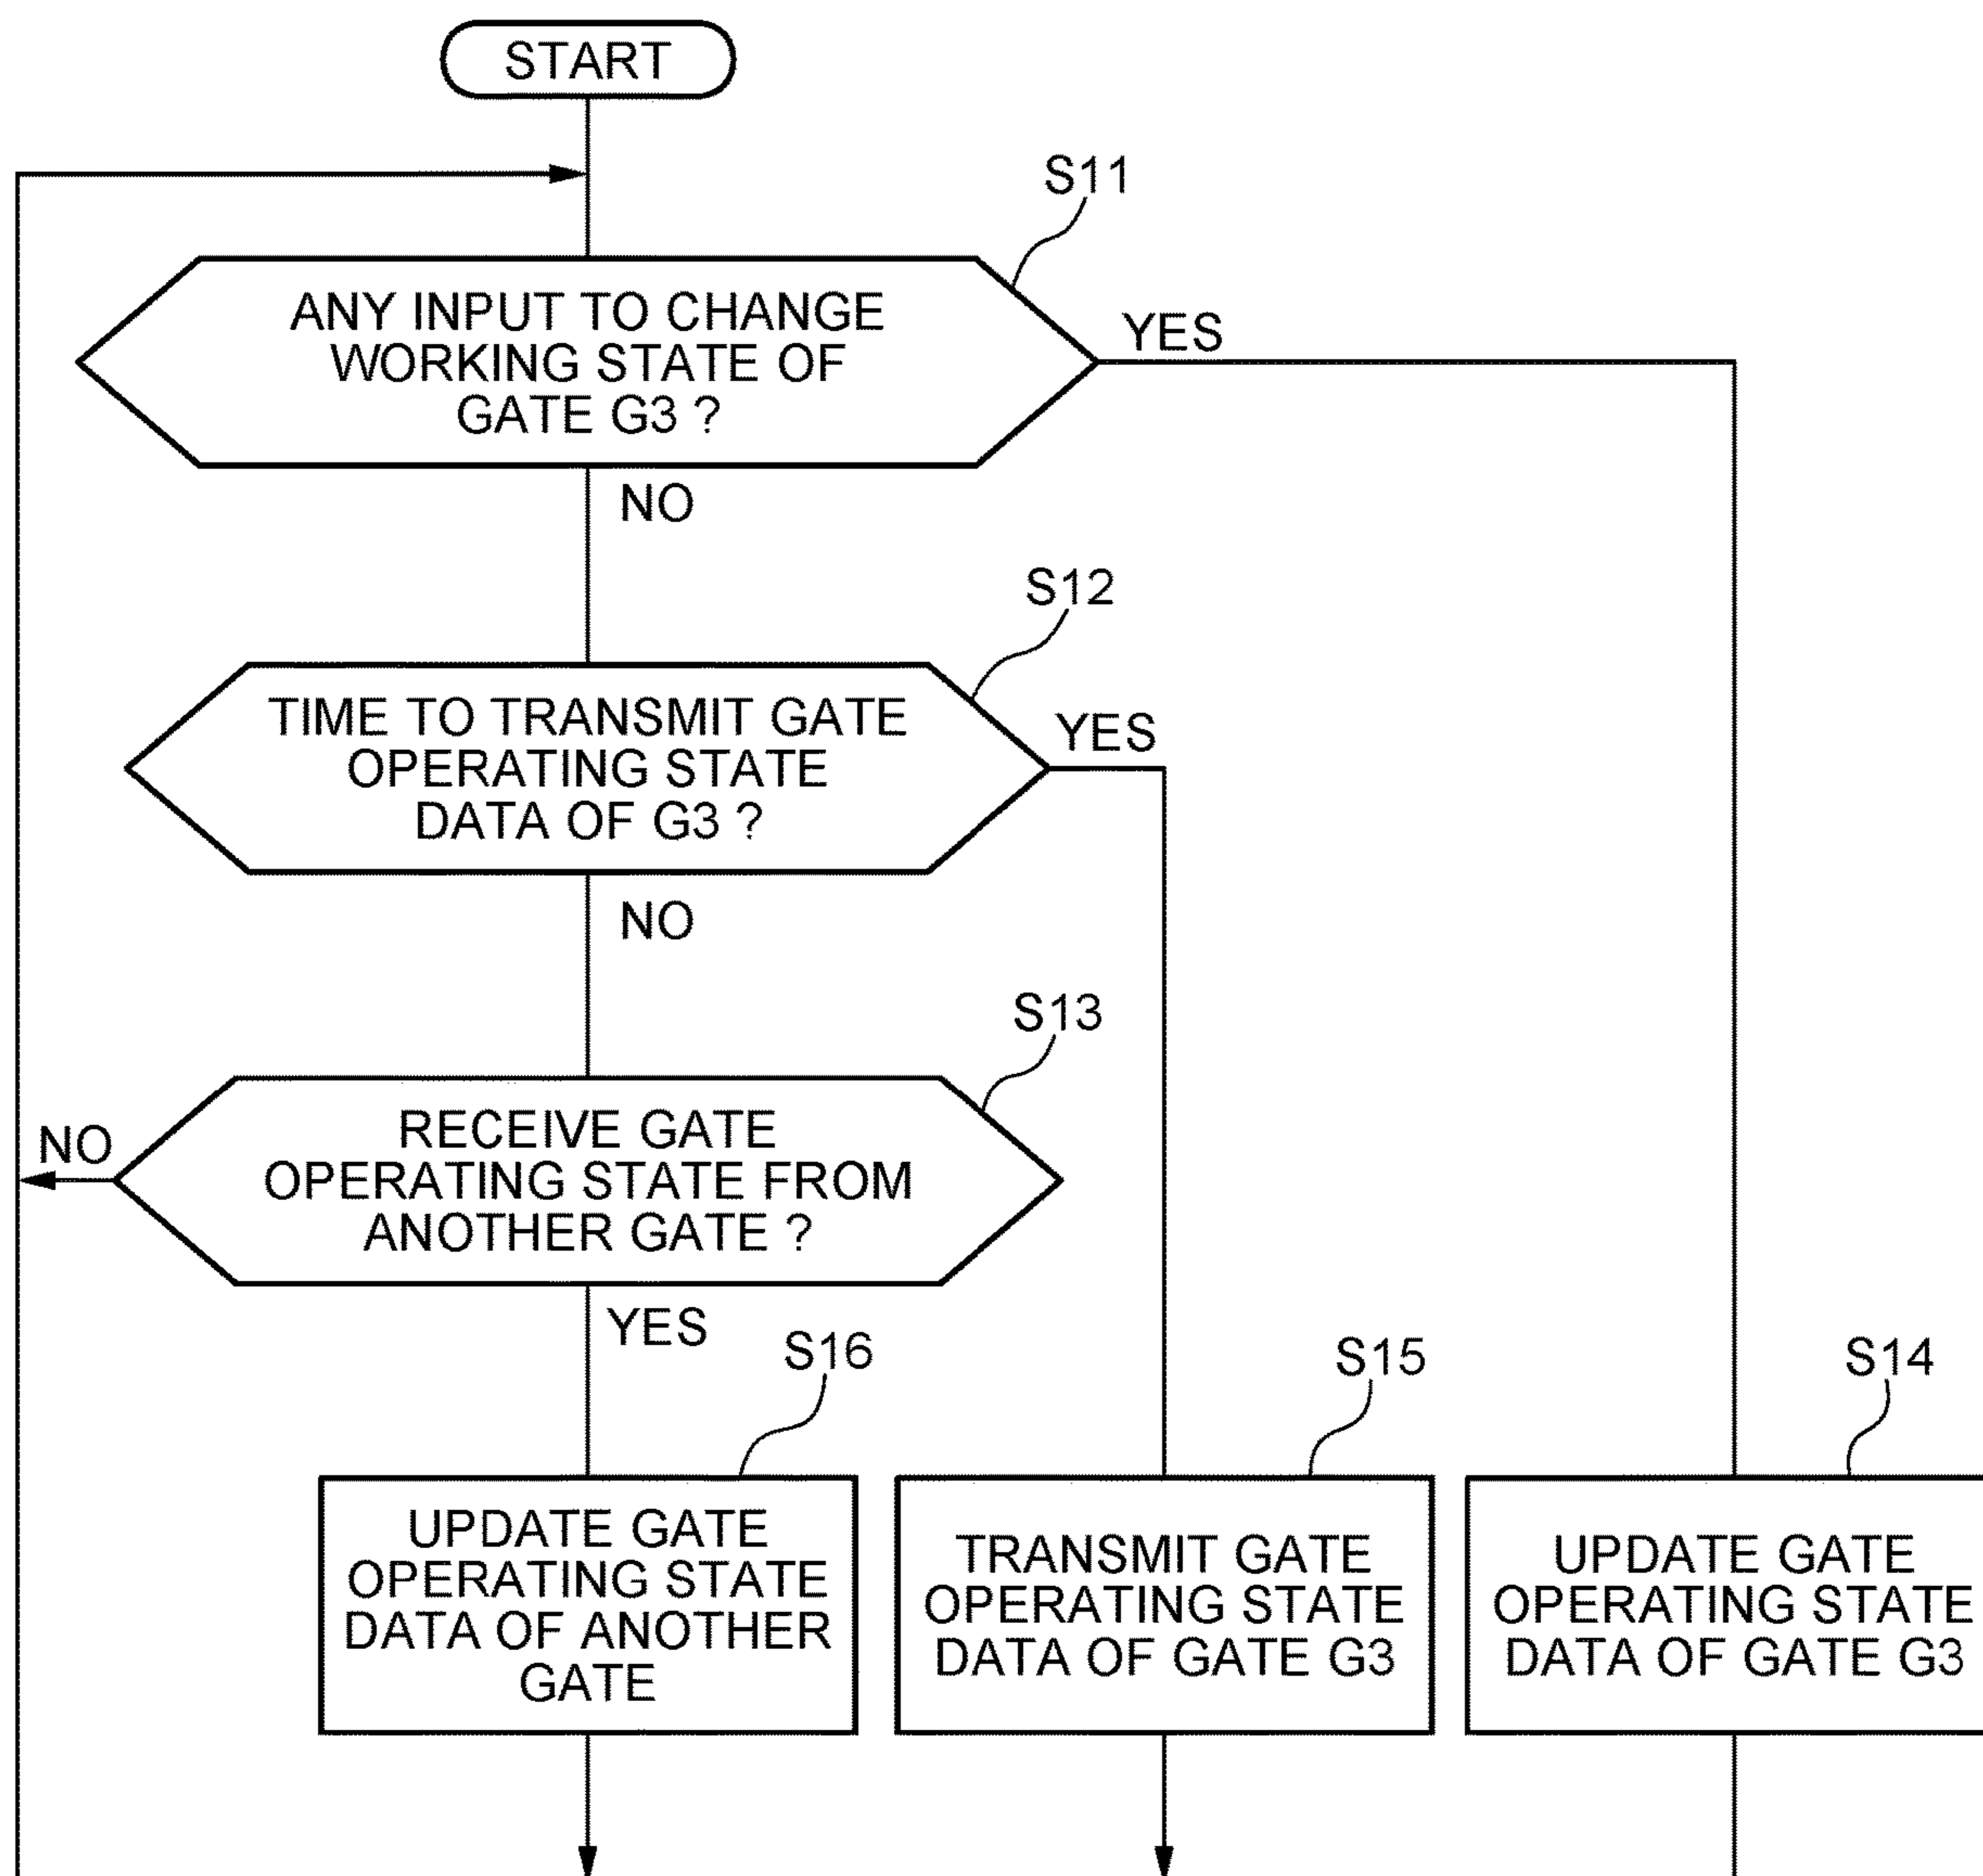 START
S11
ANY INPUT TO CHANGE
WORKING STATE OF
GATE G3 ?
YES
NO
S12
TIME TO TRANSMIT GATE
OPERATING STATE
DATA OF G3 ?
YES
NO
S13
RECEIVE GATE
OPERATING STATE FROM
ANOTHER GATE ?
NO
YES
S16
UPDATE GATE
OPERATING STATE
DATA OF ANOTHER
GATE
S15
TRANSMIT GATE
OPERATING STATE
DATA OF GATE G3
S14
UPDATE GATE
OPERATING STATE
DATA OF GATE G3